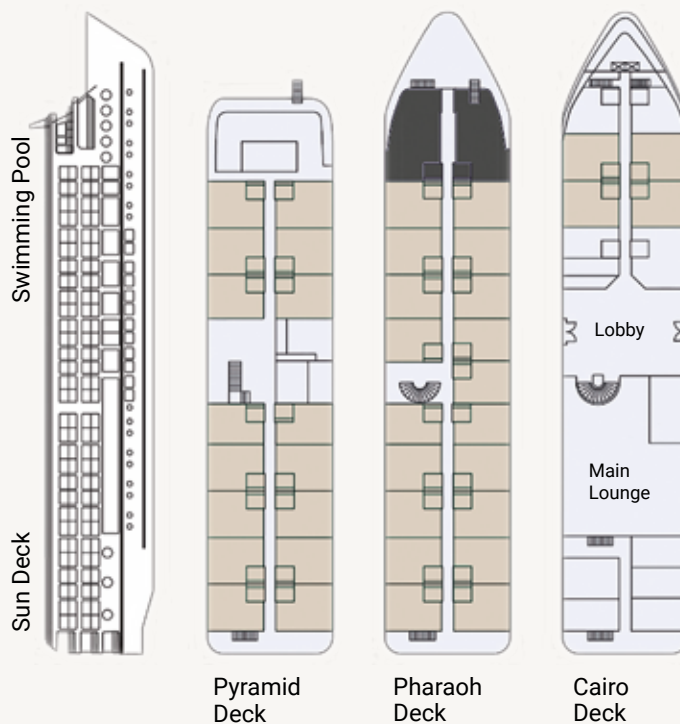 Swimming Pool
Sun Deck
Lobby
Main
Lounge
Pyramid
Deck
Pharaoh
Deck
Cairo
Deck